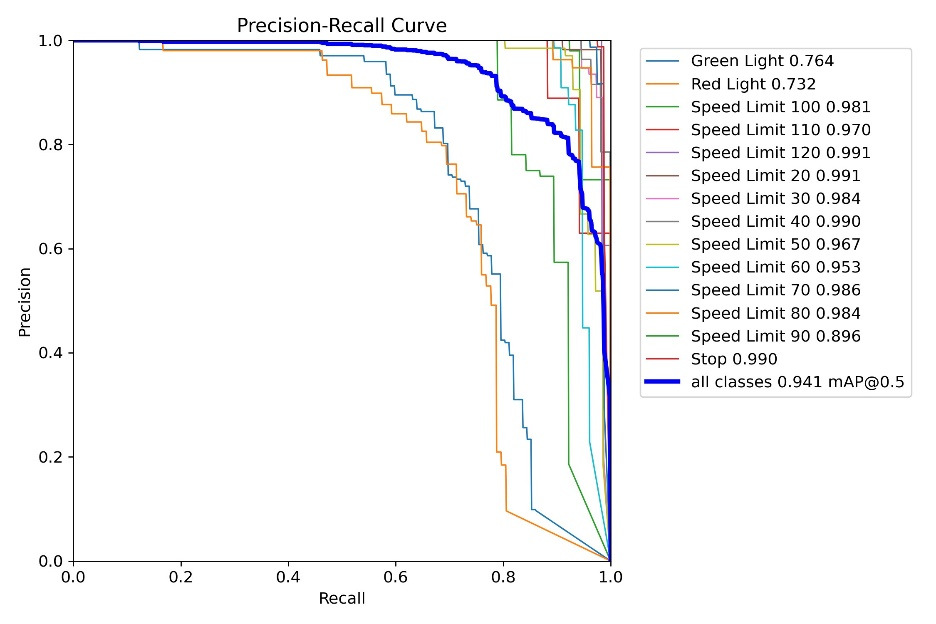 Precision-Recall Curve
1.0
0.8
0.6
0.4
0.2
0.0
Precision
0.0 0.2 0.4 0.6 0.8 1.0
Recall
Green Light 0.764
Red Light 0.732
Speed Limit 100 0.981
Speed Limit 110 0.970
Speed Limit 120 0.991
Speed Limit 20 0.991
Speed Limit 30 0.984
Speed Limit 40 0.990
Speed Limit 50 0.967
Speed Limit 60 0.953
Speed Limit 70 0.986
Speed Limit 80 0.984
Speed Limit 90 0.896
Stop 0.990
all classes 0.941 mAP@0.5